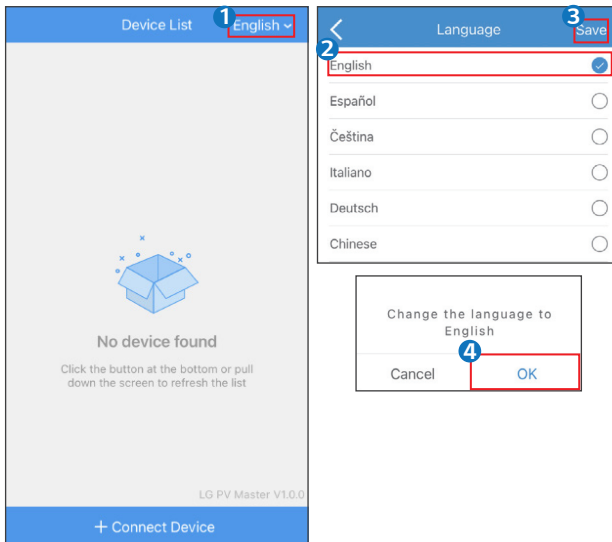 Device List
1
English
No device found
Click the button at the bottom or pull
down the screen to refresh the list
LG PV Master V1.0.0
+ Connect Device
Language
3
Save
2
English
Español
Čeština
Italiano
Deutsch
Chinese
Change the language to
English
4
Cancel
OK